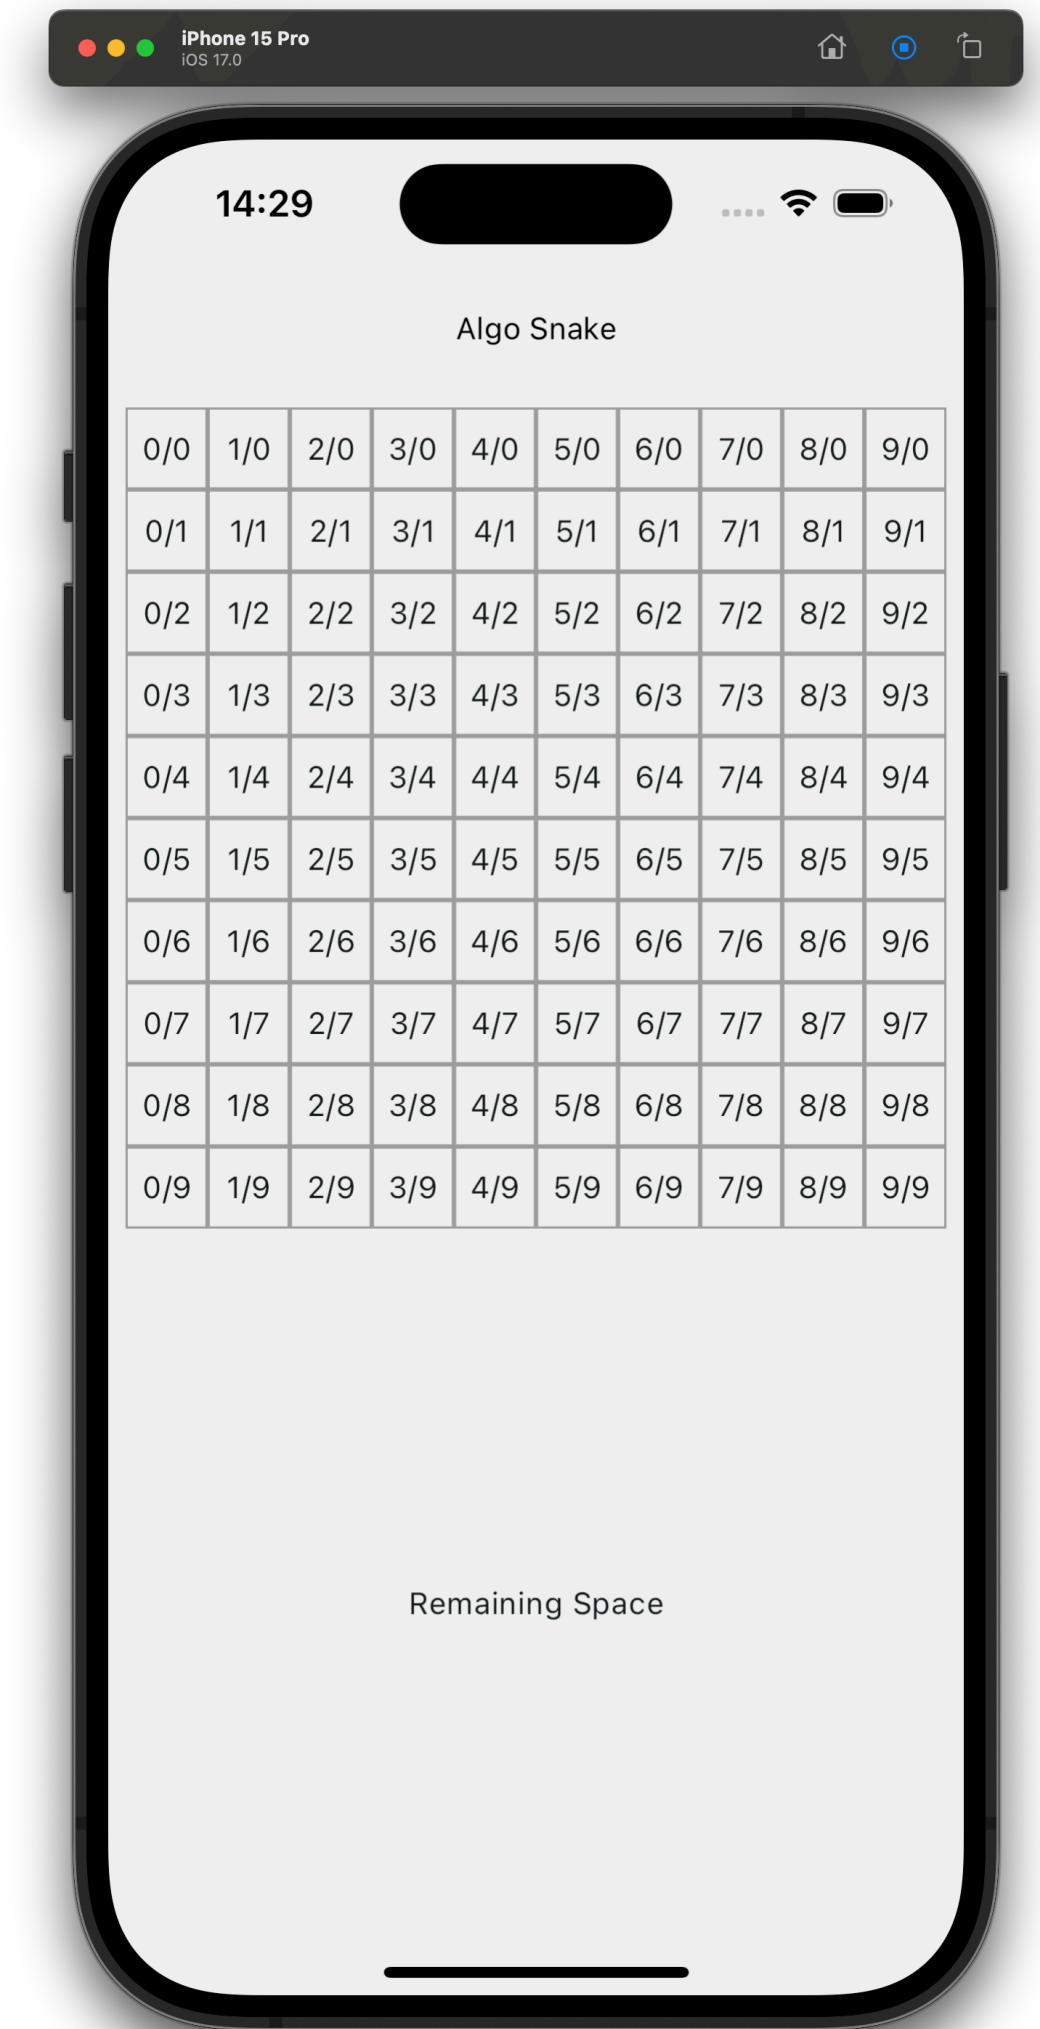 iPhone 15 Pro
iOS 17.0
14:29
Algo Snake
0/0 1/0 2/0 3/0 4/0 5/0 6/0 7/0 8/0 9/0
0/1 1/1 2/1 3/1 4/1 5/1 6/1 7/1 8/1 9/1
0/2 1/2 2/2 3/2 4/2 5/2 6/2 7/2 8/2 9/2
0/3 1/3 2/3 3/3 4/3 5/3 6/3 7/3 8/3 9/3
0/4 1/4 2/4 3/4 4/4 5/4 6/4 7/4 8/4 9/4
0/5 1/5 2/5 3/5 4/5 5/5 6/5 7/5 8/5 9/5
0/6 1/6 2/6 3/6 4/6 5/6 6/6 7/6 8/6 9/6
0/7 1/7 2/7 3/7 4/7 5/7 6/7 7/7 8/7 9/7
0/8 1/8 2/8 3/8 4/8 5/8 6/8 7/8 8/8 9/8
0/9 1/9 2/9 3/9 4/9 5/9 6/9 7/9 8/9 9/9
Remaining Space